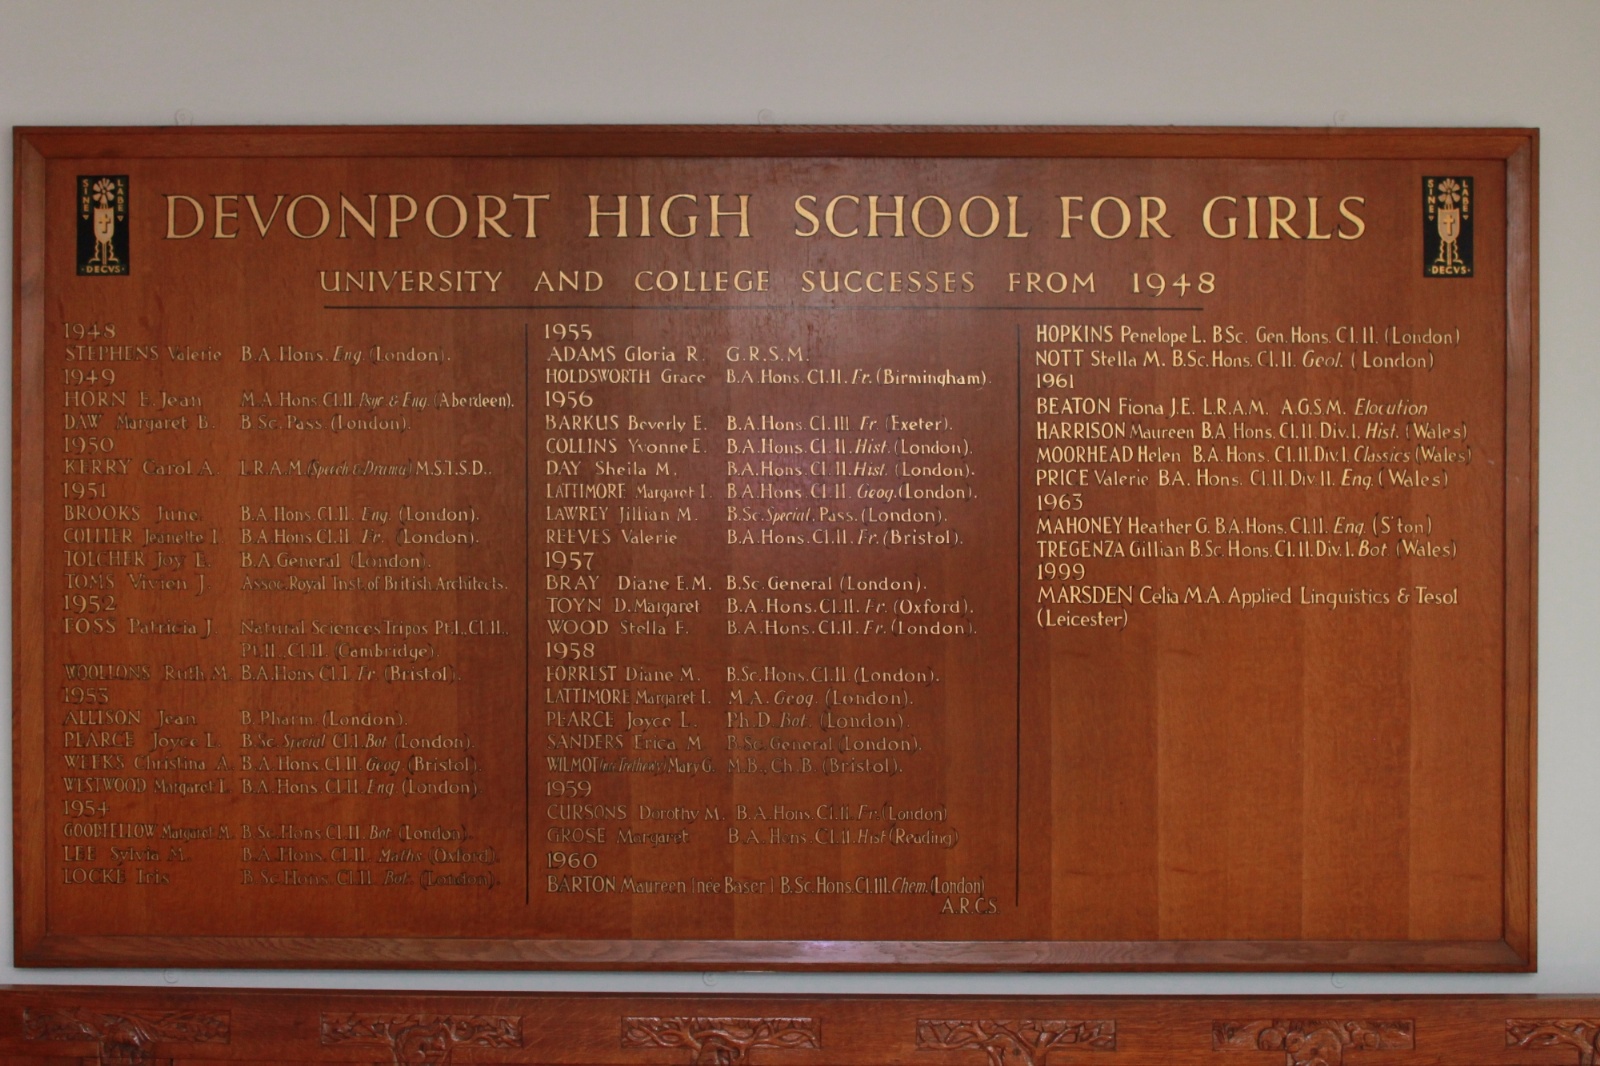 SINE LABE DECVS
DEVONPORT HIGH SCHOOL FOR GIRLS
SINE LABE DECVS
UNIVERSITY AND COLLEGE SUCCESSES FROM 1948
1948
STEPHENS Valerie B.A. Hons. Eng. (London).
1949
HORN E. Jean M.A. Hons. Cl.II. Psyc & Eng. (Aberdeen).
DAW Margaret B. B.Sc. Pass (London).
1950
KERRY Carol A. L.R.A.M. (Speech & Drama) M.S.T.S.D..
1951
BROOKS June. B.A. Hons. Cl.II. Eng. (London).
COLLIER Jeanette I. B.A. Hons. Cl.II. Fr. (London).
TOLCHER Joy E. B.A. General (London).
TOMS Vivien J. Assoc. Royal Inst. of British Architects.
1952
FOSS Patricia J. Natural Sciences Tripos Pt.I., Cl.II.,
Pt.II., Cl.II. (Cambridge).
WOOLLONS Ruth M. B.A. Hons Cl.I. Fr. (Bristol).
1953
ALLISON Jean B. Pharm. (London).
PEARCE Joyce L. B.Sc. Special Cl.I. Bot. (London).
WEEKS Christina A. B.A. Hons. Cl.II. Geog. (Bristol).
WESTWOOD Margaret L. B.A. Hons. Cl.II. Eng. (London).
1954
GOODFELLOW Margaret M. B.Sc. Hons Cl.II. Bot. (London).
LEE Sylvia M. B.A. Hons. Cl.II. Maths. (Oxford).
LOCKE Iris B.Sc. Hons. Cl.II. Bot. (London).
1955
ADAMS Gloria R. G.R.S.M.
HOLDSWORTH Grace B.A. Hons. Cl.II. Fr. (Birmingham).
1956
BARKUS Beverly E. B.A. Hons. Cl.III. Fr. (Exeter).
COLLINS Yvonne E. B.A. Hons. Cl.II. Hist. (London).
DAY Sheila M. B.A. Hons. Cl.II. Hist. (London).
LATTIMORE Margaret I. B.A. Hons. Cl.II. Geog. (London).
LAWREY Jillian M. B.Sc. Special. Pass. (London).
REEVES Valerie B.A. Hons. Cl.II. Fr. (Bristol).
1957
BRAY Diane E.M. B.Sc. General (London).
TOYN D. Margaret B.A. Hons. Cl.II. Fr. (Oxford).
WOOD Stella F. B.A. Hons. Cl.II. Fr. (London).
1958
FORREST Diane M. B.Sc. Hons. Cl.II (London).
LATTIMORE Margaret I. M.A. Geog. (London).
PEARCE Joyce L. Ph.D. Bot. (London).
SANDERS Erica M. B.Sc. General (London).
WILMOT Mary G. M.B., Ch.B. (Bristol).
1959
CURSONS Dorothy M. B.A. Hons. Cl.II. Fr. (London)
GROSE Margaret B.A. Hons. Cl.II. Hist (Reading)
1960
BARTON Maureen (nee Baser) B.Sc. Hons. Cl.III. Chem. (London)
A.R.C.S.
HOPKINS Penelope L. B.Sc. Gen. Hons. Cl.II. (London)
NOTT Stella M. B.Sc. Hons. Cl.II. Geol. (London)
1961
BEATON Fiona J.E. L.R.A.M. A.G.S.M. Elocution
HARRISON Maureen B.A. Hons. Cl.II. Div.I. Hist. (Wales)
MOORHEAD Helen B.A. Hons. Cl.II. Div.I. Classics (Wales)
PRICE Valerie B.A. Hons. Cl.II. Div II. Eng. (Wales)
1963
MAHONEY Heather G. B.A. Hons. Cl.II. Eng. (S'ton)
TREGENZA Gillian B.Sc. Hons. Cl.II. Div.I. Bot. (Wales)
1999
MARSDEN Celia M.A. Applied Linguistics & Tesol
(Leicester)